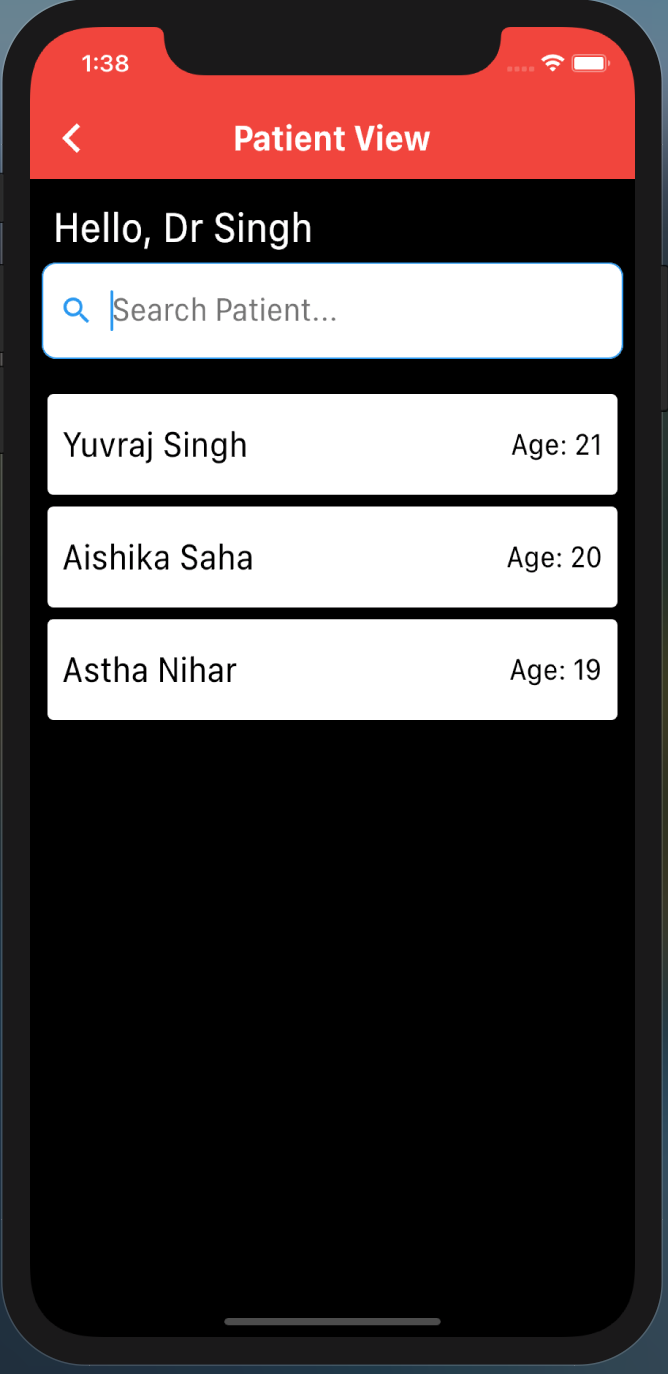 1:38
Patient View
Hello, Dr Singh
Search Patient...
Yuvraj Singh Age: 21
Aishika Saha Age: 20
Astha Nihar Age: 19